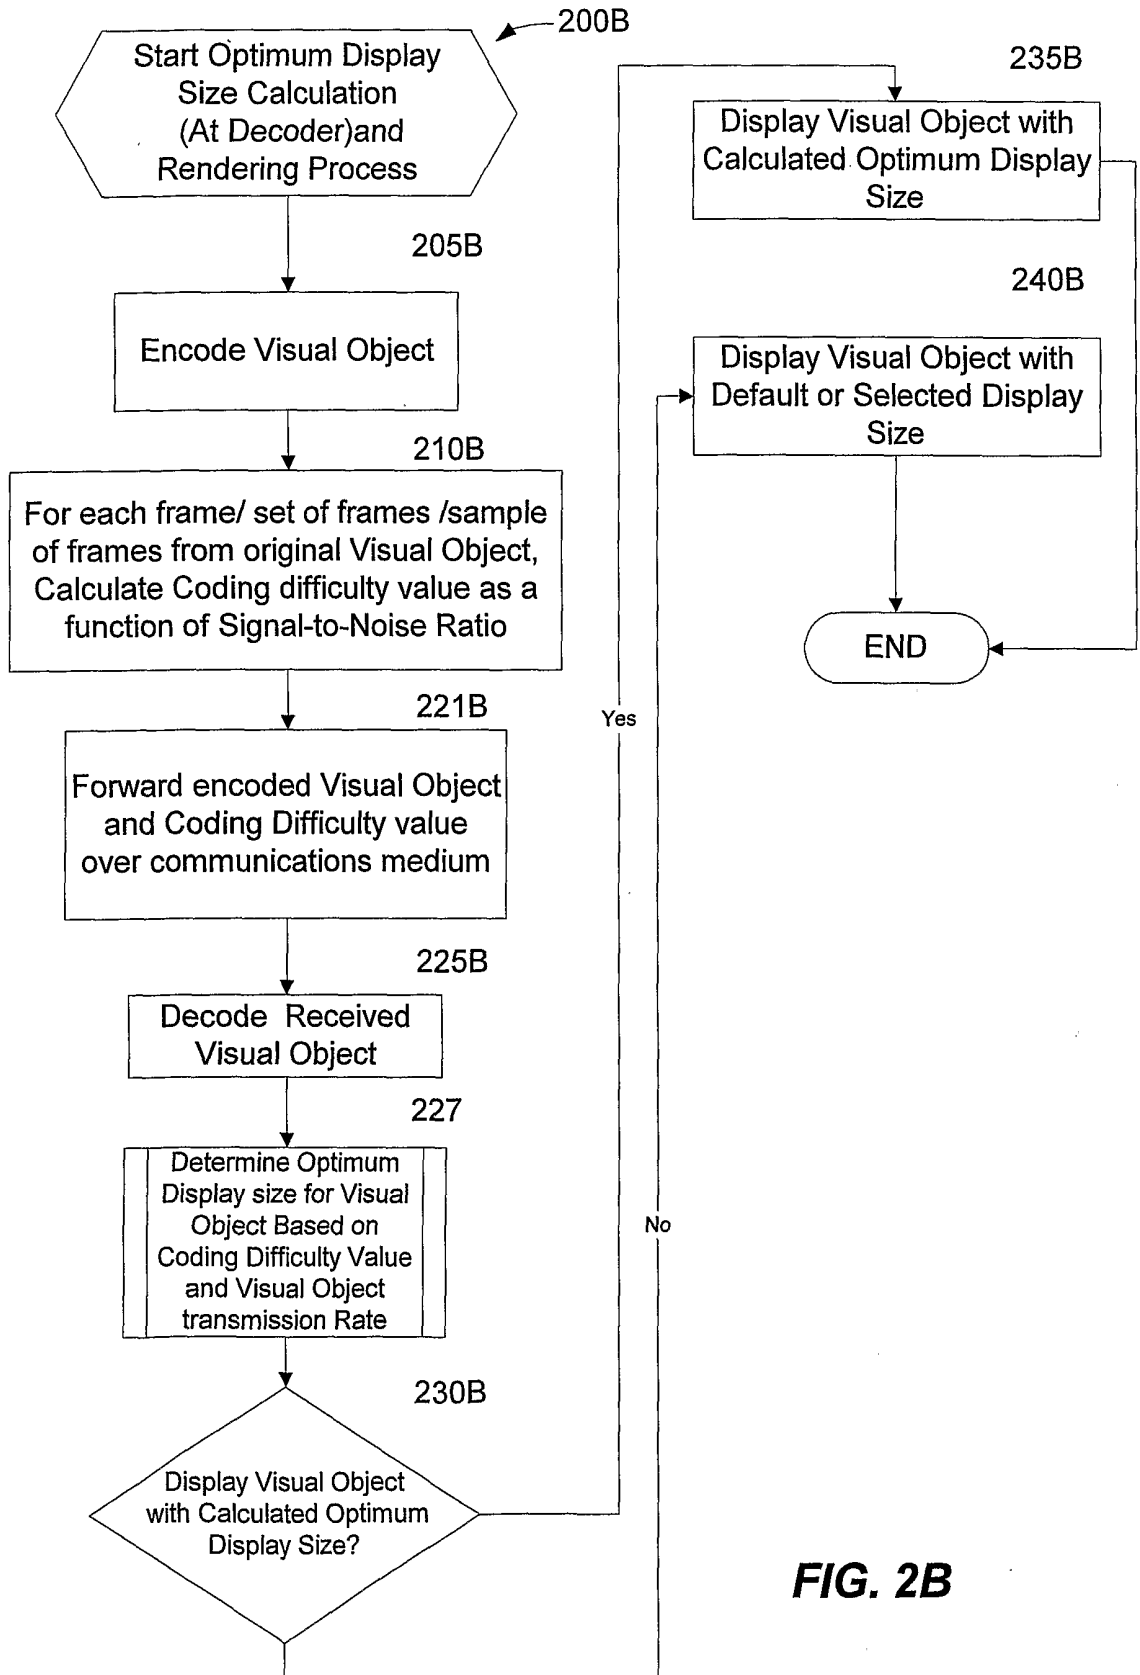 200B
Start Optimum Display
Size Calculation
(At Decoder)and
Rendering Process
205B
Encode Visual Object
210B
For each frame/ set of frames /sample
of frames from original Visual Object,
Calculate Coding difficulty value as a
function of Signal-to-Noise Ratio
221B
Forward encoded Visual Object
and Coding Difficulty value
over communications medium
225B
Decode Received
Visual Object
227
Determine Optimum
Display size for Visual
Object Based on
Coding Difficulty Value
and Visual Object
transmission Rate
230B
Display Visual Object
with Calculated Optimum
Display Size?
Yes
No
235B
Display Visual Object with
Calculated Optimum Display
Size
240B
Display Visual Object with
Default or Selected Display
Size
END
FIG. 2B